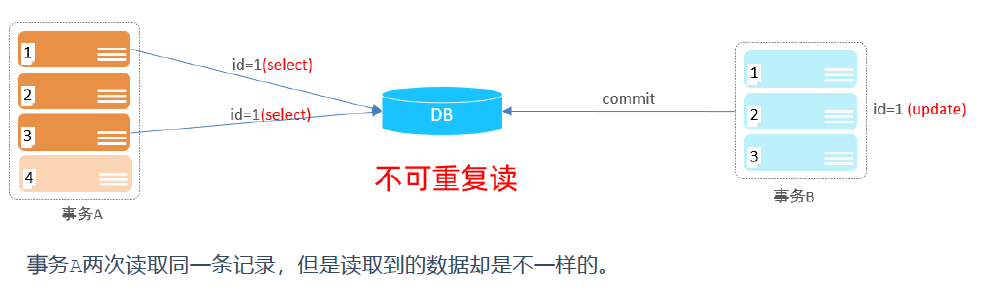 1
2
3
4
事务A
id=1(select)
id=1(select)
DB
不可重复读
commit
1
2
3
id=1 (update)
事务B
事务A两次读取同一条记录，但是读取到的数据却是不一样的。